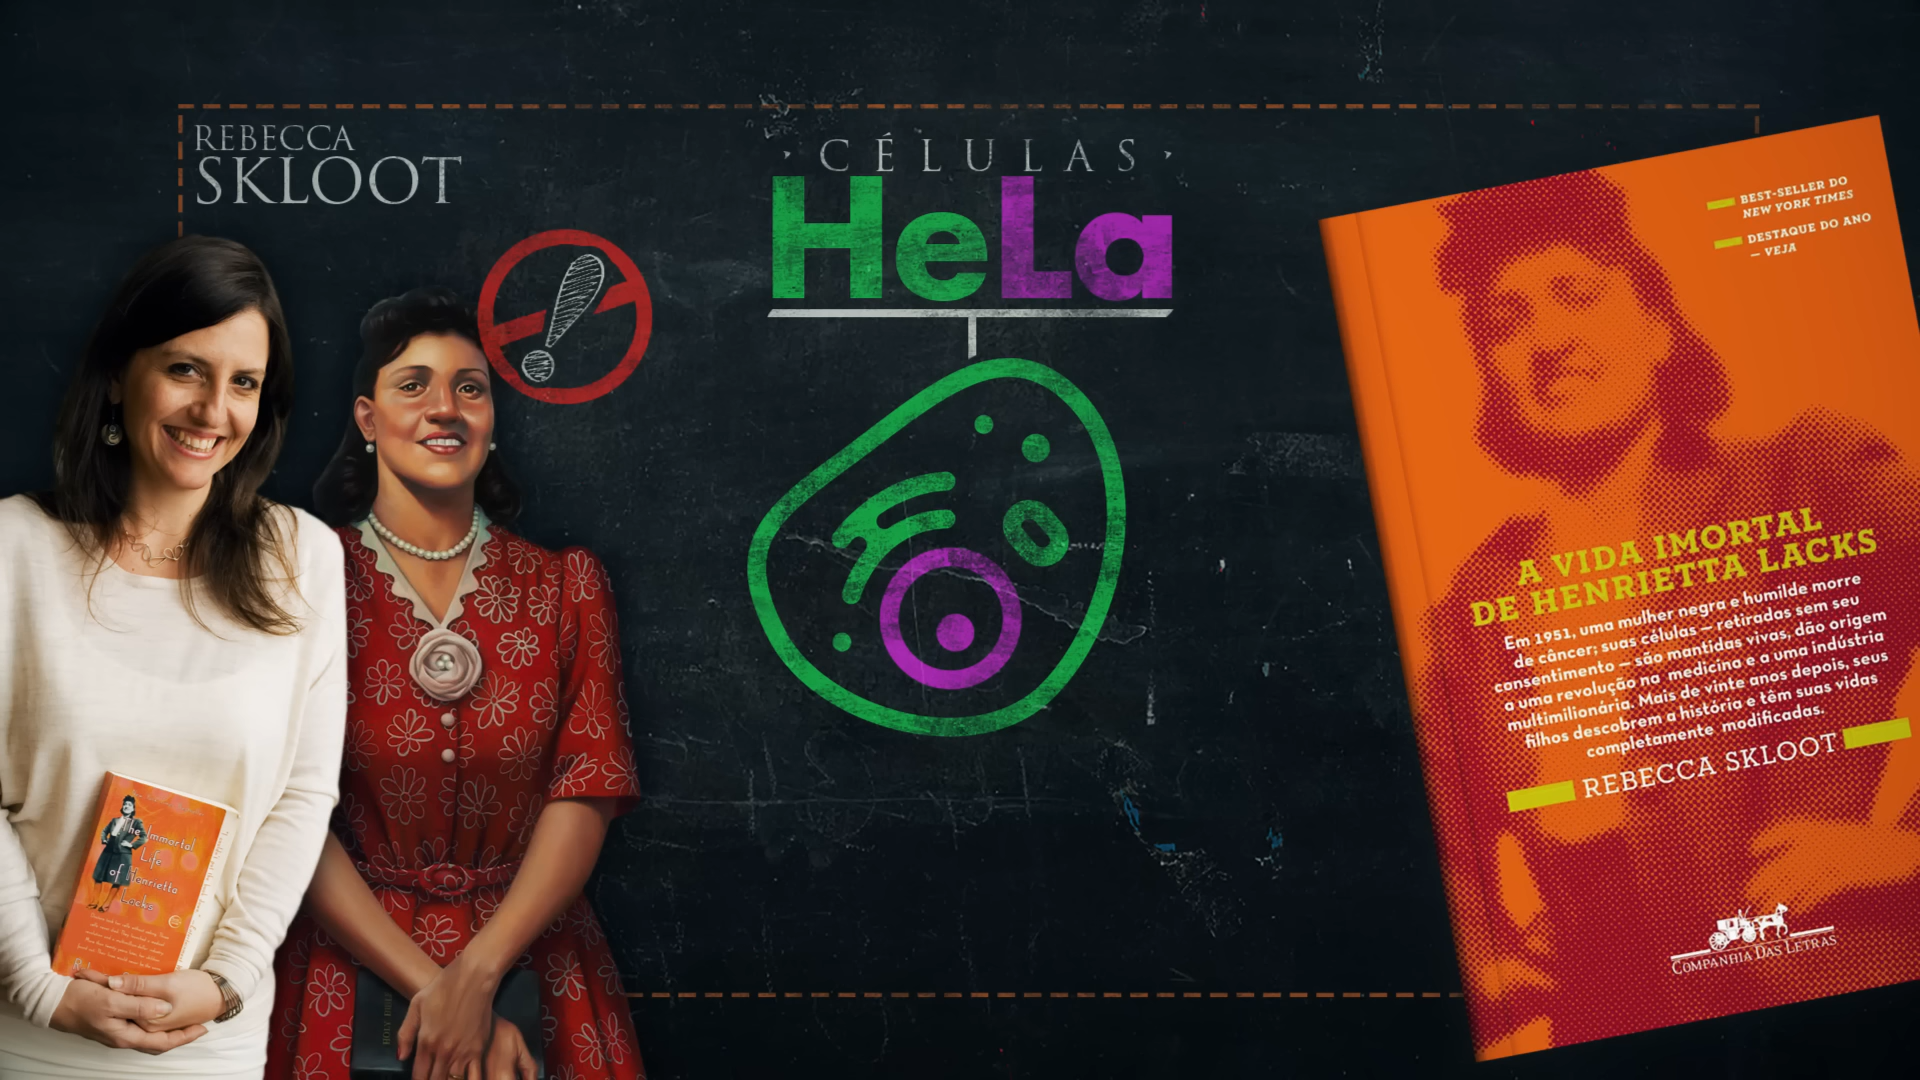 REBECCA
SKLOOT
CÉLULAS
HeLa
BEST-SELLER DO
NEW YORK TIMES
DESTAQUE DO ANO
— VEJA
A VIDA IMORTAL
DE HENRIETTA LACKS
Em 1951, uma mulher negra e humilde morre
de câncer; suas células — retiradas sem seu
consentimento — são mantidas vivas, dão origem
a uma revolução na medicina e a uma indústria
multimilionária. Mais de vinte anos depois, seus
filhos descobrem a história e têm suas vidas
completamente modificadas.
REBECCA SKLOOT
COMPANHIA DAS LETRAS
The Immortal
Life
of Henrietta
Lacks
HOLY BIBLE